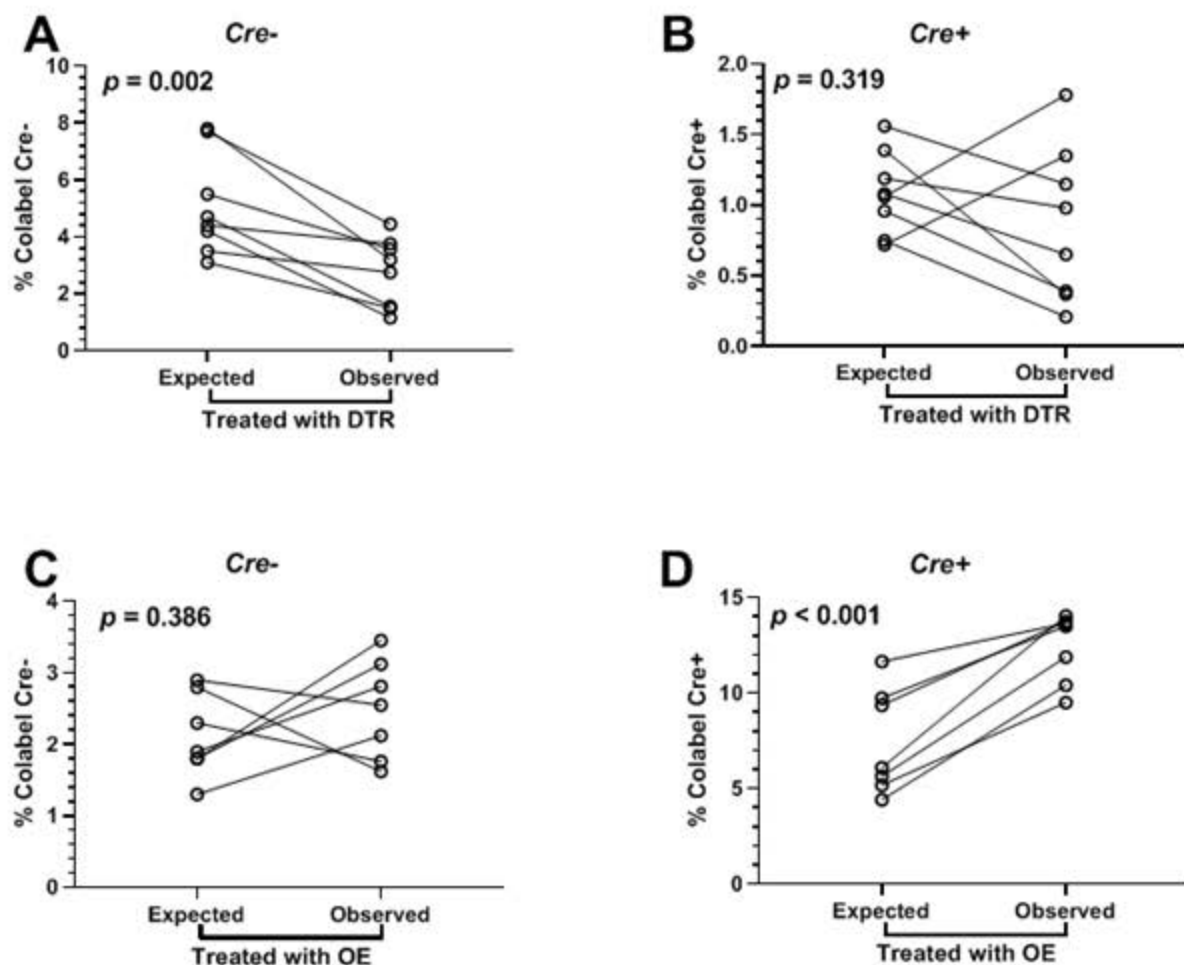 A
Cre-
p = 0.002
% Colabel Cre-
10
8
6
4
2
0
Expected Observed
Treated with DTR
B
Cre+
p = 0.319
% Colabel Cre+
2.0
1.5
1.0
0.5
0.0
Expected Observed
Treated with DTR
C
Cre-
p = 0.386
% Colabel Cre-
4
3
2
1
0
Expected Observed
Treated with OE
D
Cre+
p < 0.001
% Colabel Cre+
15
10
5
0
Expected Observed
Treated with OE